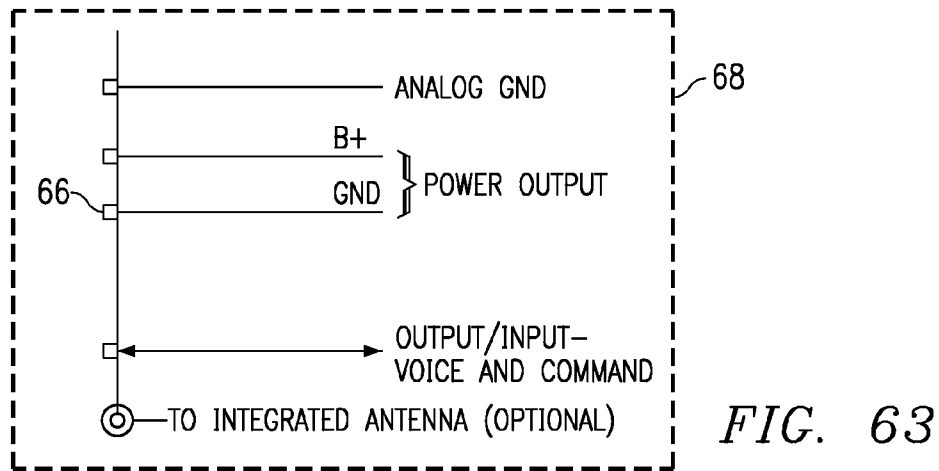 ANALOG GND
68
B+
66
GND
POWER OUTPUT
OUTPUT/INPUT-
VOICE AND COMMAND
TO INTEGRATED ANTENNA (OPTIONAL)
FIG. 63